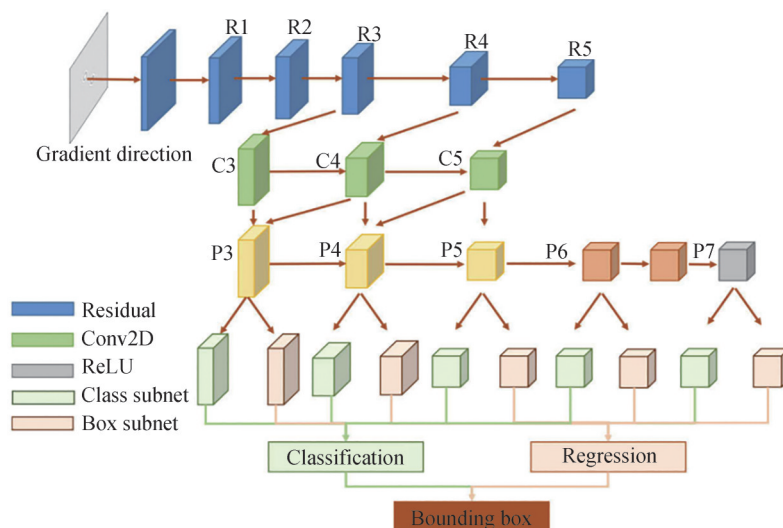 R1
R2
R3
R4
R5
Gradient direction
C3
C4
C5
P3
P4
P5
P6
P7
Residual
Conv2D
ReLU
Class subnet
Box subnet
Classification
Regression
Bounding box